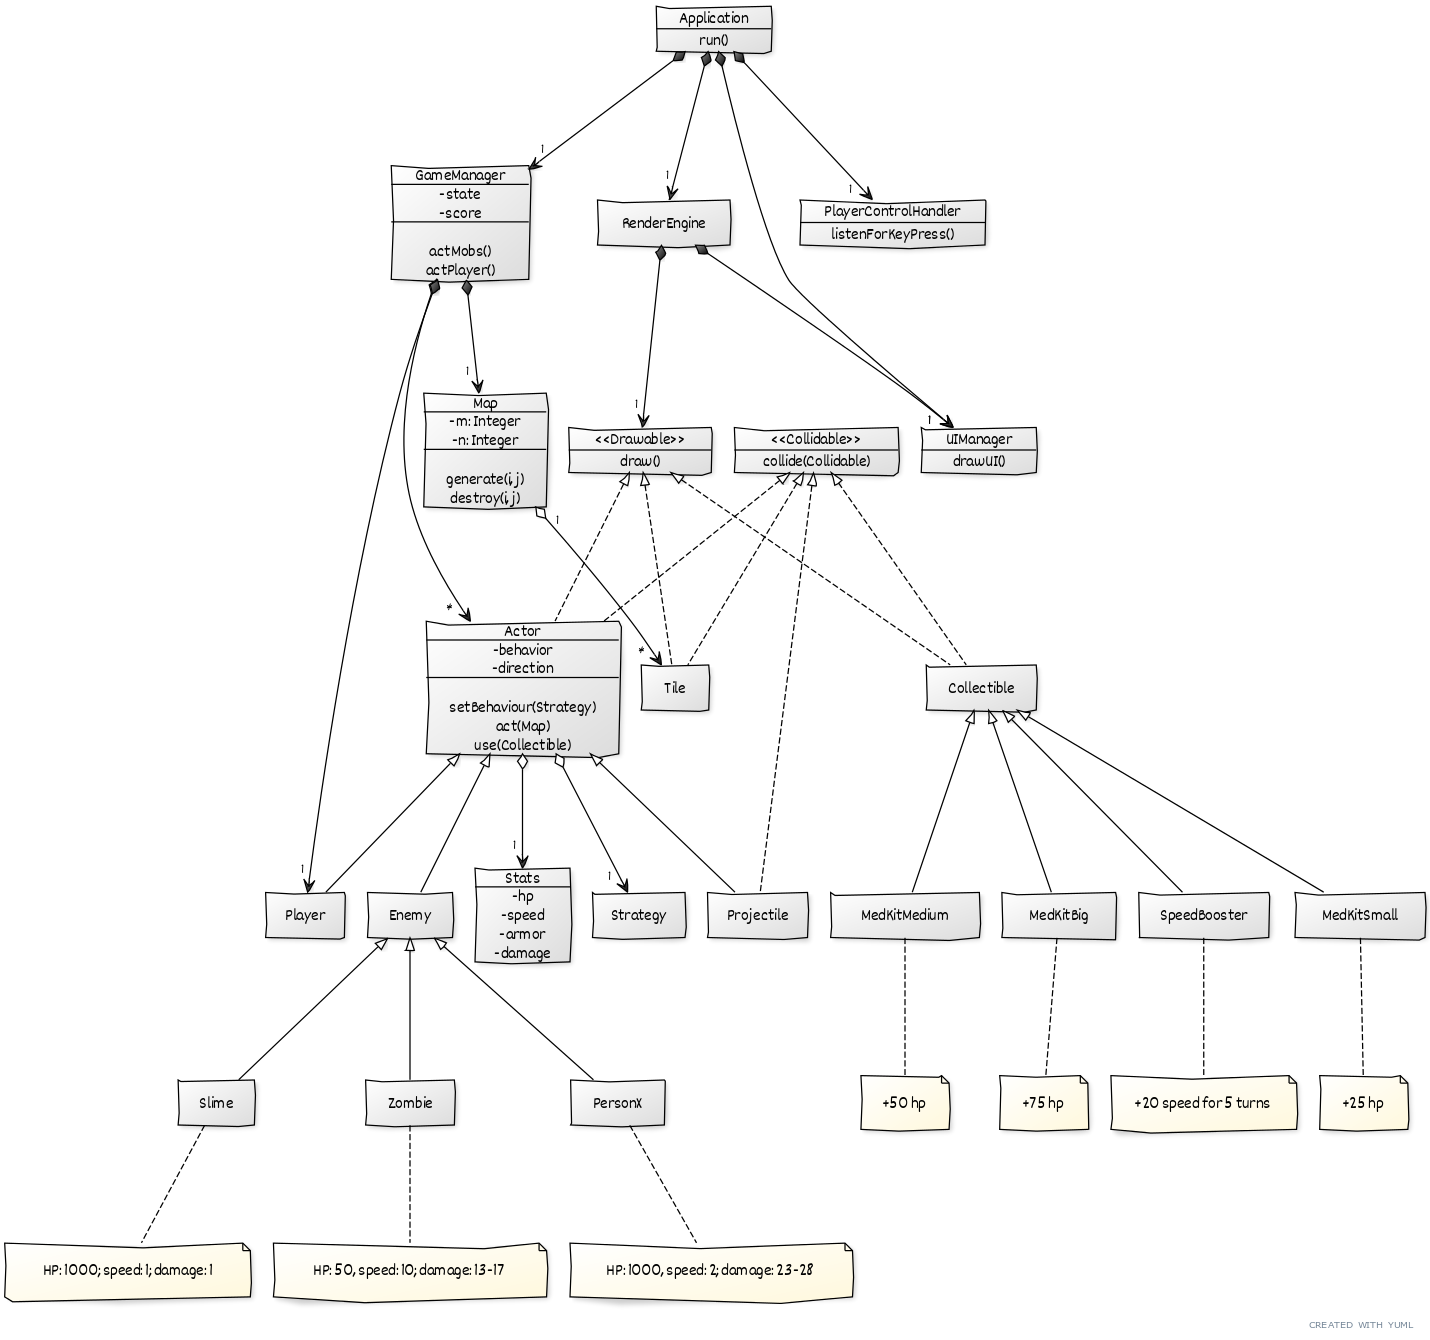 Application
run()
1
1
1
GameManager
-state
-score
actMobs()
actPlayer()
RenderEngine
PlayerControlHandler
listenForKeyPress()
1
1
1
Map
-m: Integer
-n: Integer
generate(i,j)
destroy(i,j)
<<Drawable>>
draw()
<<Collidable>>
collide(Collidable)
UIManager
drawUI()
1
*
*
Actor
-behavior
-direction
setBehaviour(Strategy)
act(Map)
use(Collectible)
Tile
Collectible
1
1
1
Player
Enemy
Stats
-hp
-speed
-armor
-damage
Strategy
Projectile
MedKitMedium
MedKitBig
SpeedBooster
MedKitSmall
Slime
Zombie
PersonX
+50 hp
+75 hp
+20 speed for 5 turns
+25 hp
HP: 1000; speed: 1; damage: 1
HP: 50, speed: 10; damage: 13-17
HP: 1000, speed: 2; damage: 23-28
CREATED WITH YUML